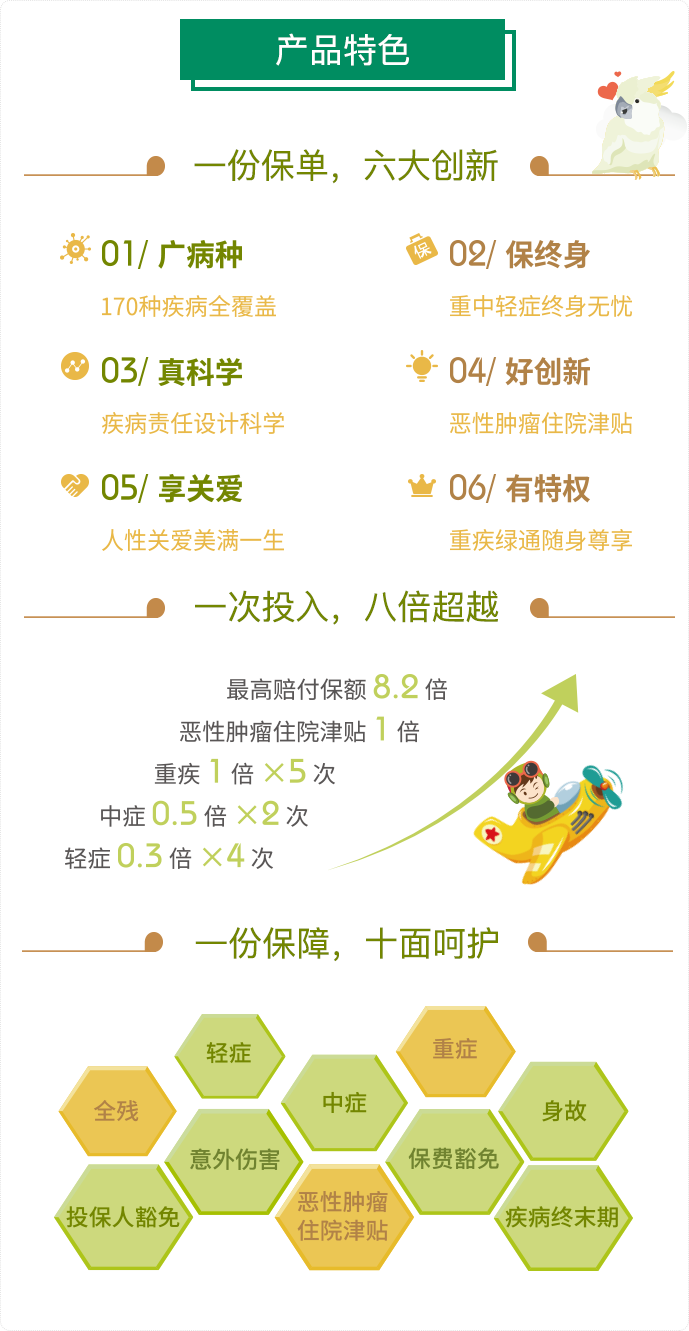 产品特色
一份保单，六大创新
01/ 广病种
170种疾病全覆盖
保
02/ 保终身
重中轻症终身无忧
03/ 真科学
疾病责任设计科学
04/ 好创新
恶性肿瘤住院津贴
05/ 享关爱
人性关爱美满一生
06/ 有特权
重疾绿通随身尊享
一次投入，八倍超越
最高赔付保额 8.2 倍
恶性肿瘤住院津贴 1 倍
重疾 1 倍 ×5 次
中症 0.5 倍 ×2 次
轻症 0.3 倍 ×4 次
一份保障，十面呵护
轻症
重症
全残
中症
身故
意外伤害
保费豁免
投保人豁免
恶性肿瘤
住院津贴
疾病终末期